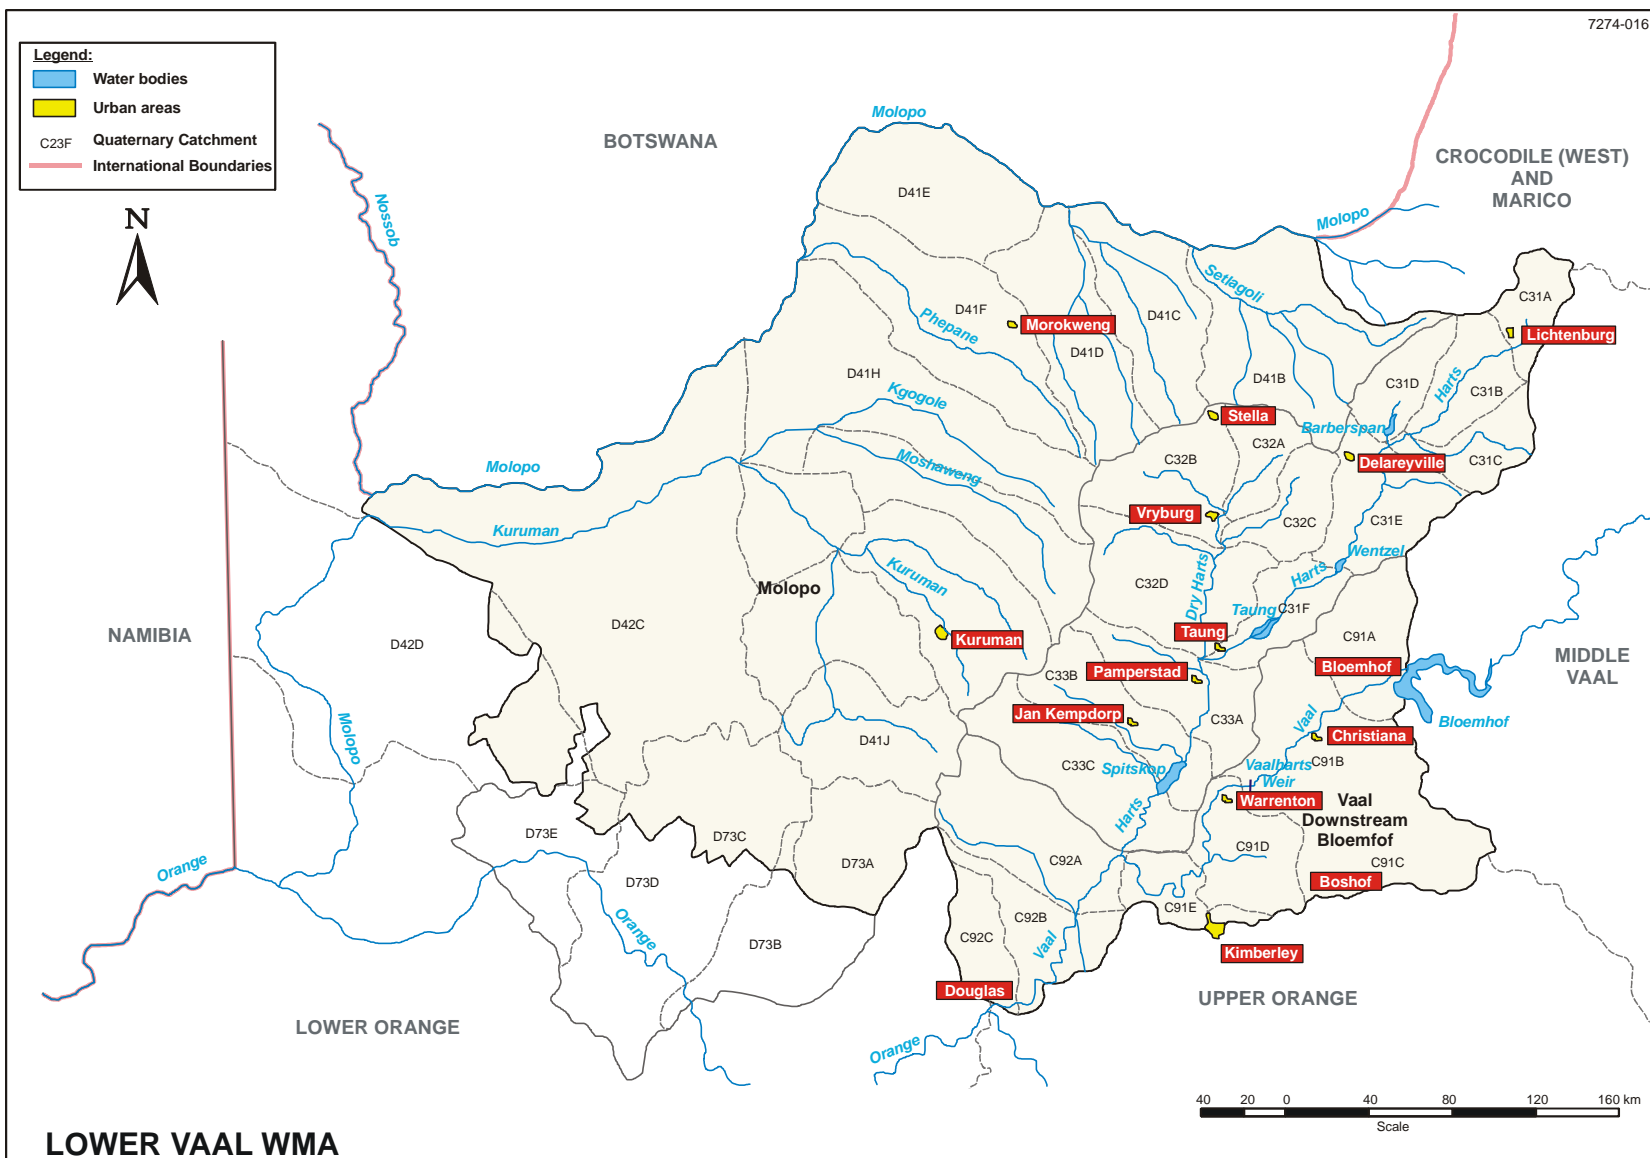 7274-016
Legend:
Water bodies
Urban areas
C23F Quaternary Catchment
International Boundaries
N
BOTSWANA
Molopo
CROCODILE (WEST)
AND
MARICO
Nossob
D41E
Molopo
Setlagoli
C31A
D41F
Phepane
Morokweng
D41C
Lichtenburg
D41D
D41H
D41B
C31D
Harts
C31B
Kgogole
Stella
Barberspan
C32A
Moshaweng
C32B
Delareyville
C31C
Molopo
Vryburg
C32C
C31E
Kuruman
Wentzel
Kuruman
Molopo
C32D
Dry Harts
Harts
Taung
C31F
D42C
NAMIBIA
D42D
Kuruman
Taung
C91A
Bloemhof
MIDDLE
VAAL
Pamperstad
C33B
Jan Kempdorp
C33A
Vaal
Bloemhof
Molopo
D41J
Christiana
C33C
Spitskop
Vaalharts
Weir
C91B
Warrenton
Vaal
Downstream
Bloemfof
Harts
D73E
D73C
D73A
C92A
C91D
C91C
Orange
D73D
Boshof
Orange
D73B
C92C
C92B
Vaal
C91E
Kimberley
Douglas
UPPER ORANGE
LOWER ORANGE
Orange
40 20 0 40 80 120 160 km
Scale
LOWER VAAL WMA